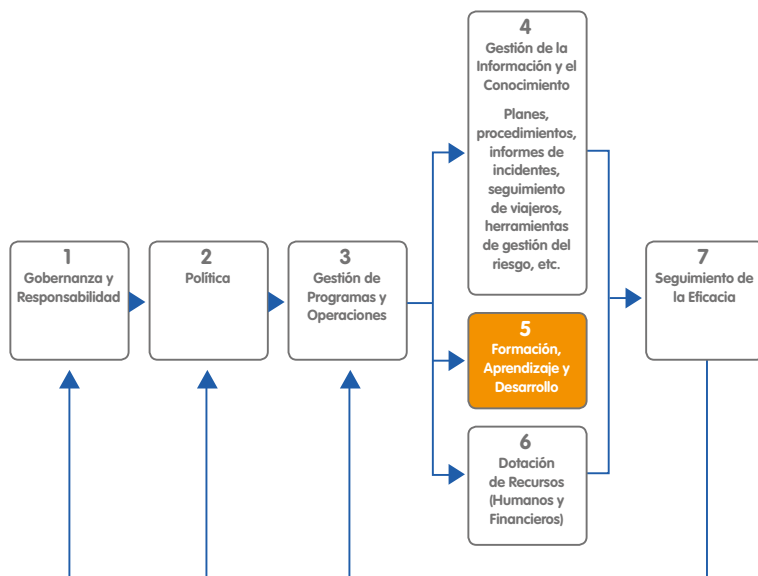 1
Gobernanza y
Responsabilidad
2
Política
3
Gestión de
Programas y
Operaciones
4
Gestión de la
Información y el
Conocimiento
Planes,
procedimientos,
informes de
incidentes,
seguimiento
de viajeros,
herramientas
de gestión del
riesgo, etc.
5
Formación,
Aprendizaje y
Desarrollo
6
Dotación
de Recursos
(Humanos y
Financieros)
7
Seguimiento de
la Eficacia